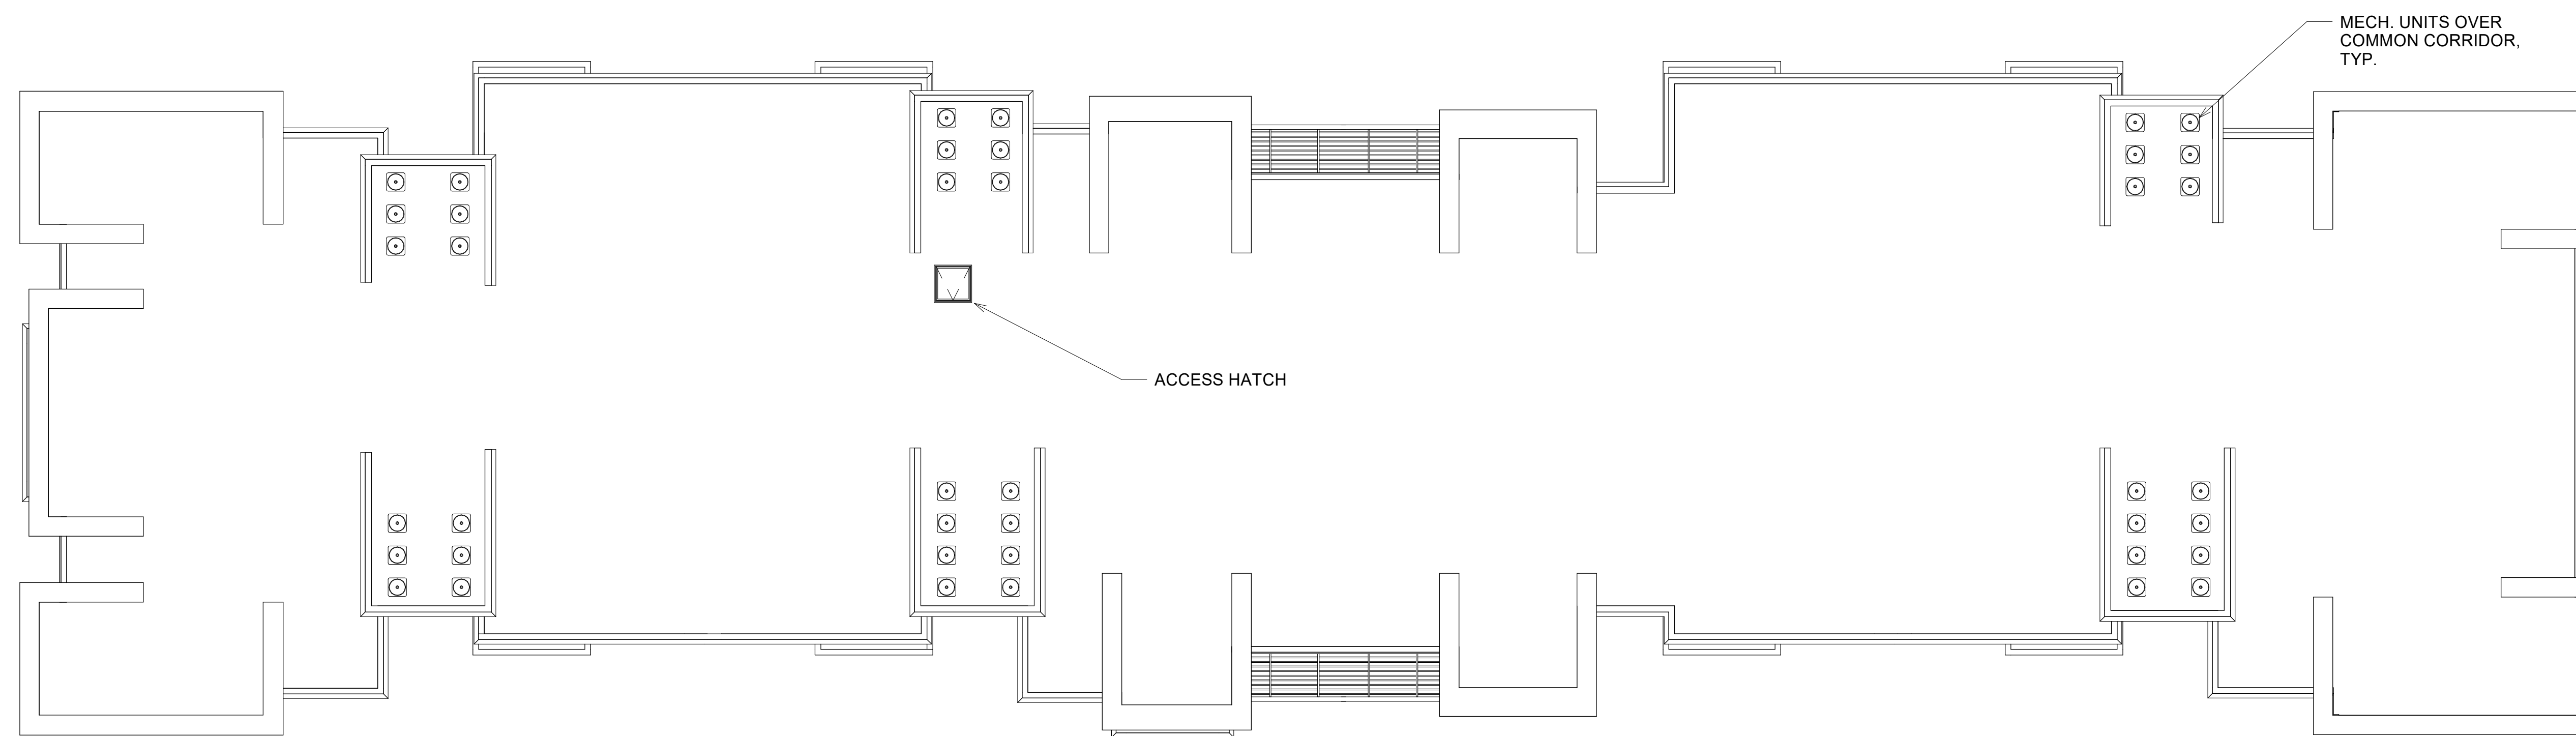 MECH. UNITS OVER
COMMON CORRIDOR,
TYP.
ACCESS HATCH